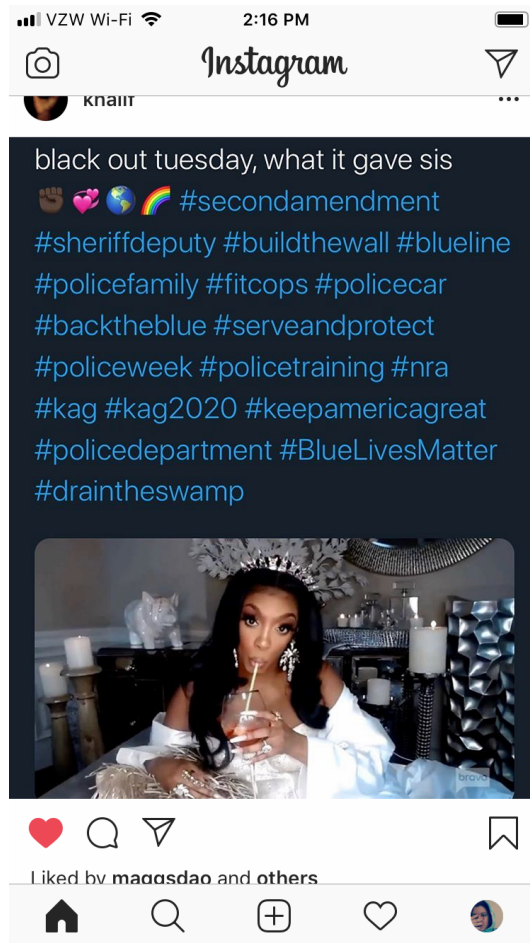 VZW Wi-Fi 2:16 PM
Instagram
khalif
black out tuesday, what it gave sis
✊🏿 💞 🌎 🌈 #secondamendment
#sheriffdeputy #buildthewall #blueline
#policefamily #fitcops #policecar
#backtheblue #serveandprotect
#policeweek #policetraining #nra
#kag #kag2020 #keepamericagreat
#policedepartment #BlueLivesMatter
#draintheswamp
bravo
Liked by maggsdao and others